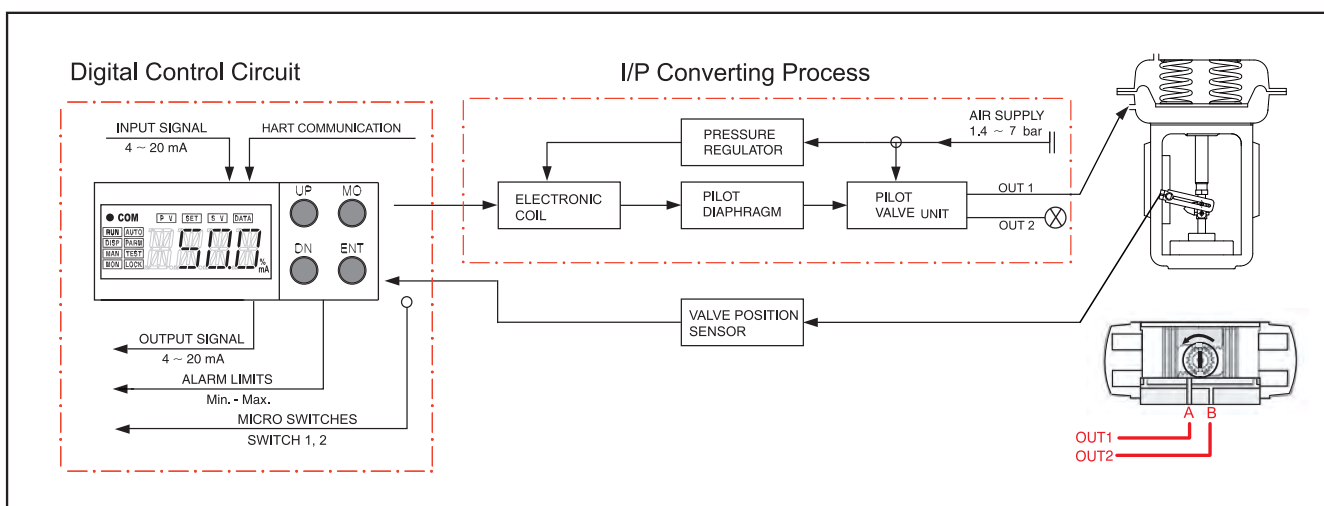 Digital Control Circuit
I/P Converting Process
INPUT SIGNAL
4 ~ 20 mA
HART COMMUNICATION
UP MO
DN ENT
COM
P V SET S V DATA
RUN AUTO
DISP PARM
MAN TEST
MON LOCK
50.0
%
mA
OUTPUT SIGNAL
4 ~ 20 mA
ALARM LIMITS
Min. - Max.
MICRO SWITCHES
SWITCH 1, 2
PRESSURE
REGULATOR
AIR SUPPLY
1.4 ~ 7 bar
ELECTRONIC
COIL
PILOT
DIAPHRAGM
PILOT
VALVE UNIT
OUT 1
OUT 2
VALVE POSITION
SENSOR
A B
OUT1
OUT2